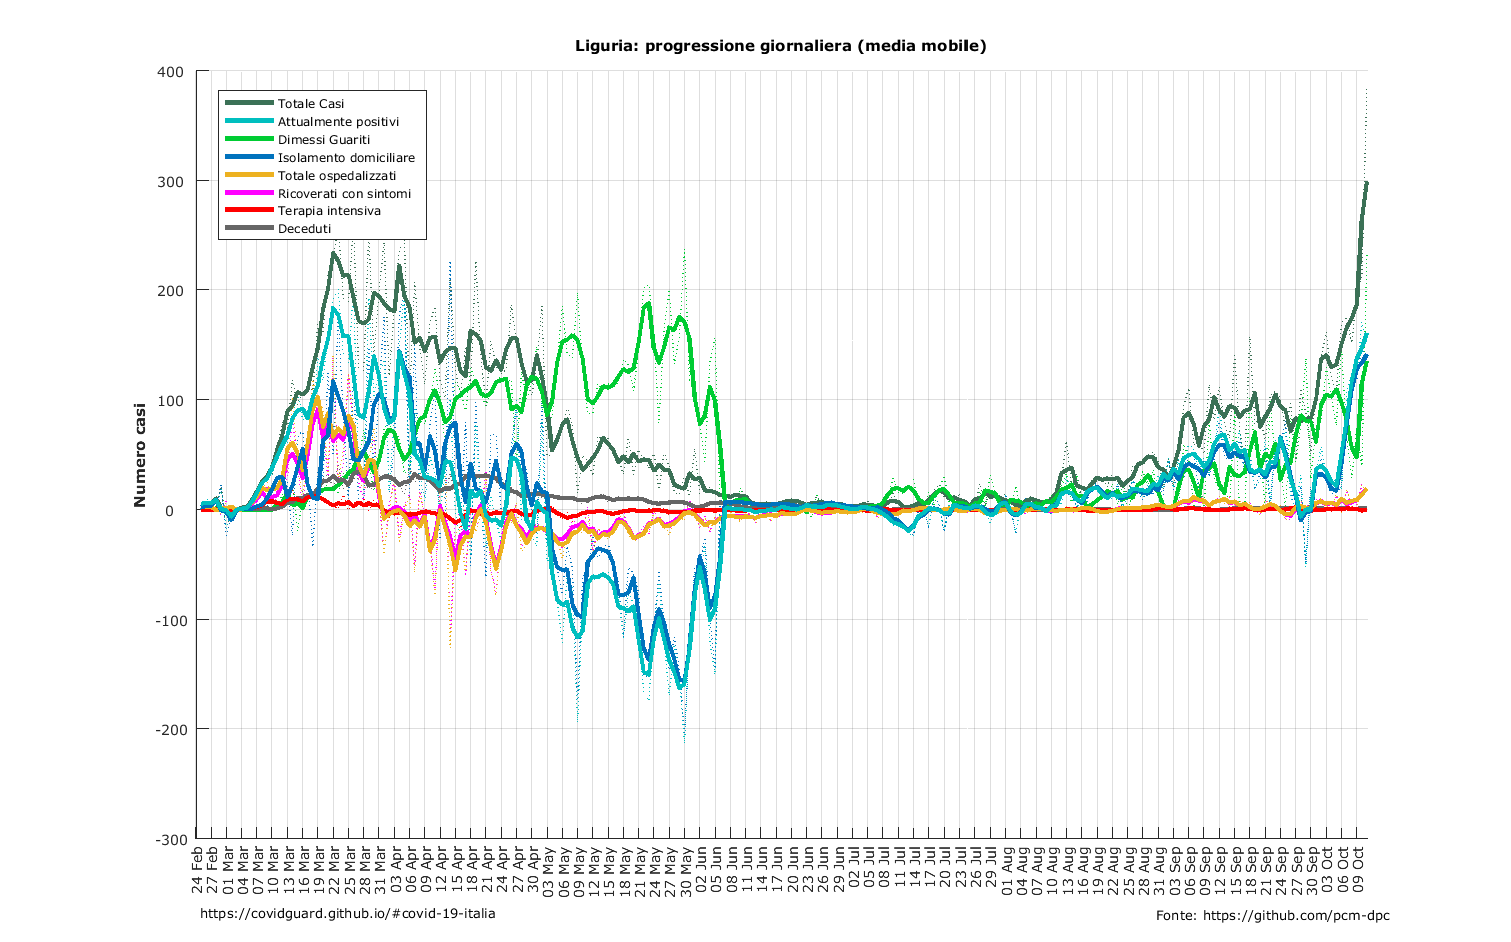 Liguria: progressione giornaliera (media mobile)
Numero casi
400
300
200
100
0
-100
-200
-300
Totale Casi
Attualmente positivi
Dimessi Guariti
Isolamento domiciliare
Totale ospedalizzati
Ricoverati con sintomi
Terapia intensiva
Deceduti
24 Feb
27 Feb
01 Mar
04 Mar
07 Mar
10 Mar
13 Mar
16 Mar
19 Mar
22 Mar
25 Mar
28 Mar
31 Mar
03 Apr
06 Apr
09 Apr
12 Apr
15 Apr
18 Apr
21 Apr
24 Apr
27 Apr
30 Apr
03 May
06 May
09 May
12 May
15 May
18 May
21 May
24 May
27 May
30 May
02 Jun
05 Jun
08 Jun
11 Jun
14 Jun
17 Jun
20 Jun
23 Jun
26 Jun
29 Jun
02 Jul
05 Jul
08 Jul
11 Jul
14 Jul
17 Jul
20 Jul
23 Jul
26 Jul
29 Jul
01 Aug
04 Aug
07 Aug
10 Aug
13 Aug
16 Aug
19 Aug
22 Aug
25 Aug
28 Aug
31 Aug
03 Sep
06 Sep
09 Sep
12 Sep
15 Sep
18 Sep
21 Sep
24 Sep
27 Sep
30 Sep
03 Oct
06 Oct
09 Oct
https://covidguard.github.io/#covid-19-italia
Fonte: https://github.com/pcm-dpc